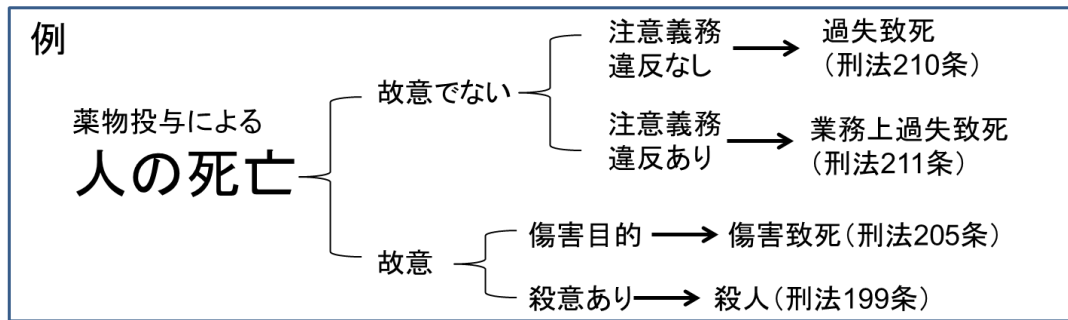 例
薬物投与による
人の死亡
故意でない
注意義務
違反なし
過失致死
（刑法210条）
注意義務
違反あり
業務上過失致死
（刑法211条）
故意
傷害目的
傷害致死（刑法205条）
殺意あり
殺人（刑法199条）